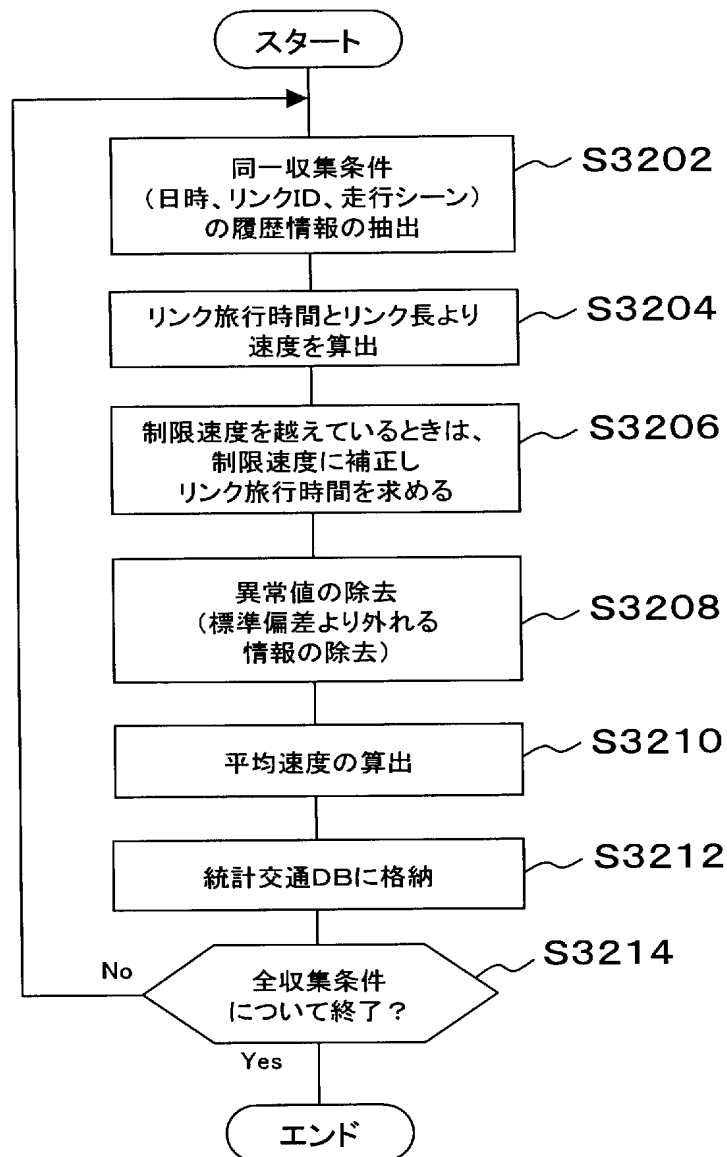 スタート
同一収集条件
(日時、リンクID、走行シーン)
の履歴情報の抽出
S3202
リンク旅行時間とリンク長より
速度を算出
S3204
制限速度を越えているときは、
制限速度に補正し
リンク旅行時間を求める
S3206
異常値の除去
(標準偏差より外れる
情報の除去)
S3208
平均速度の算出
S3210
統計交通DBに格納
S3212
全収集条件
について終了?
S3214
No
Yes
エンド